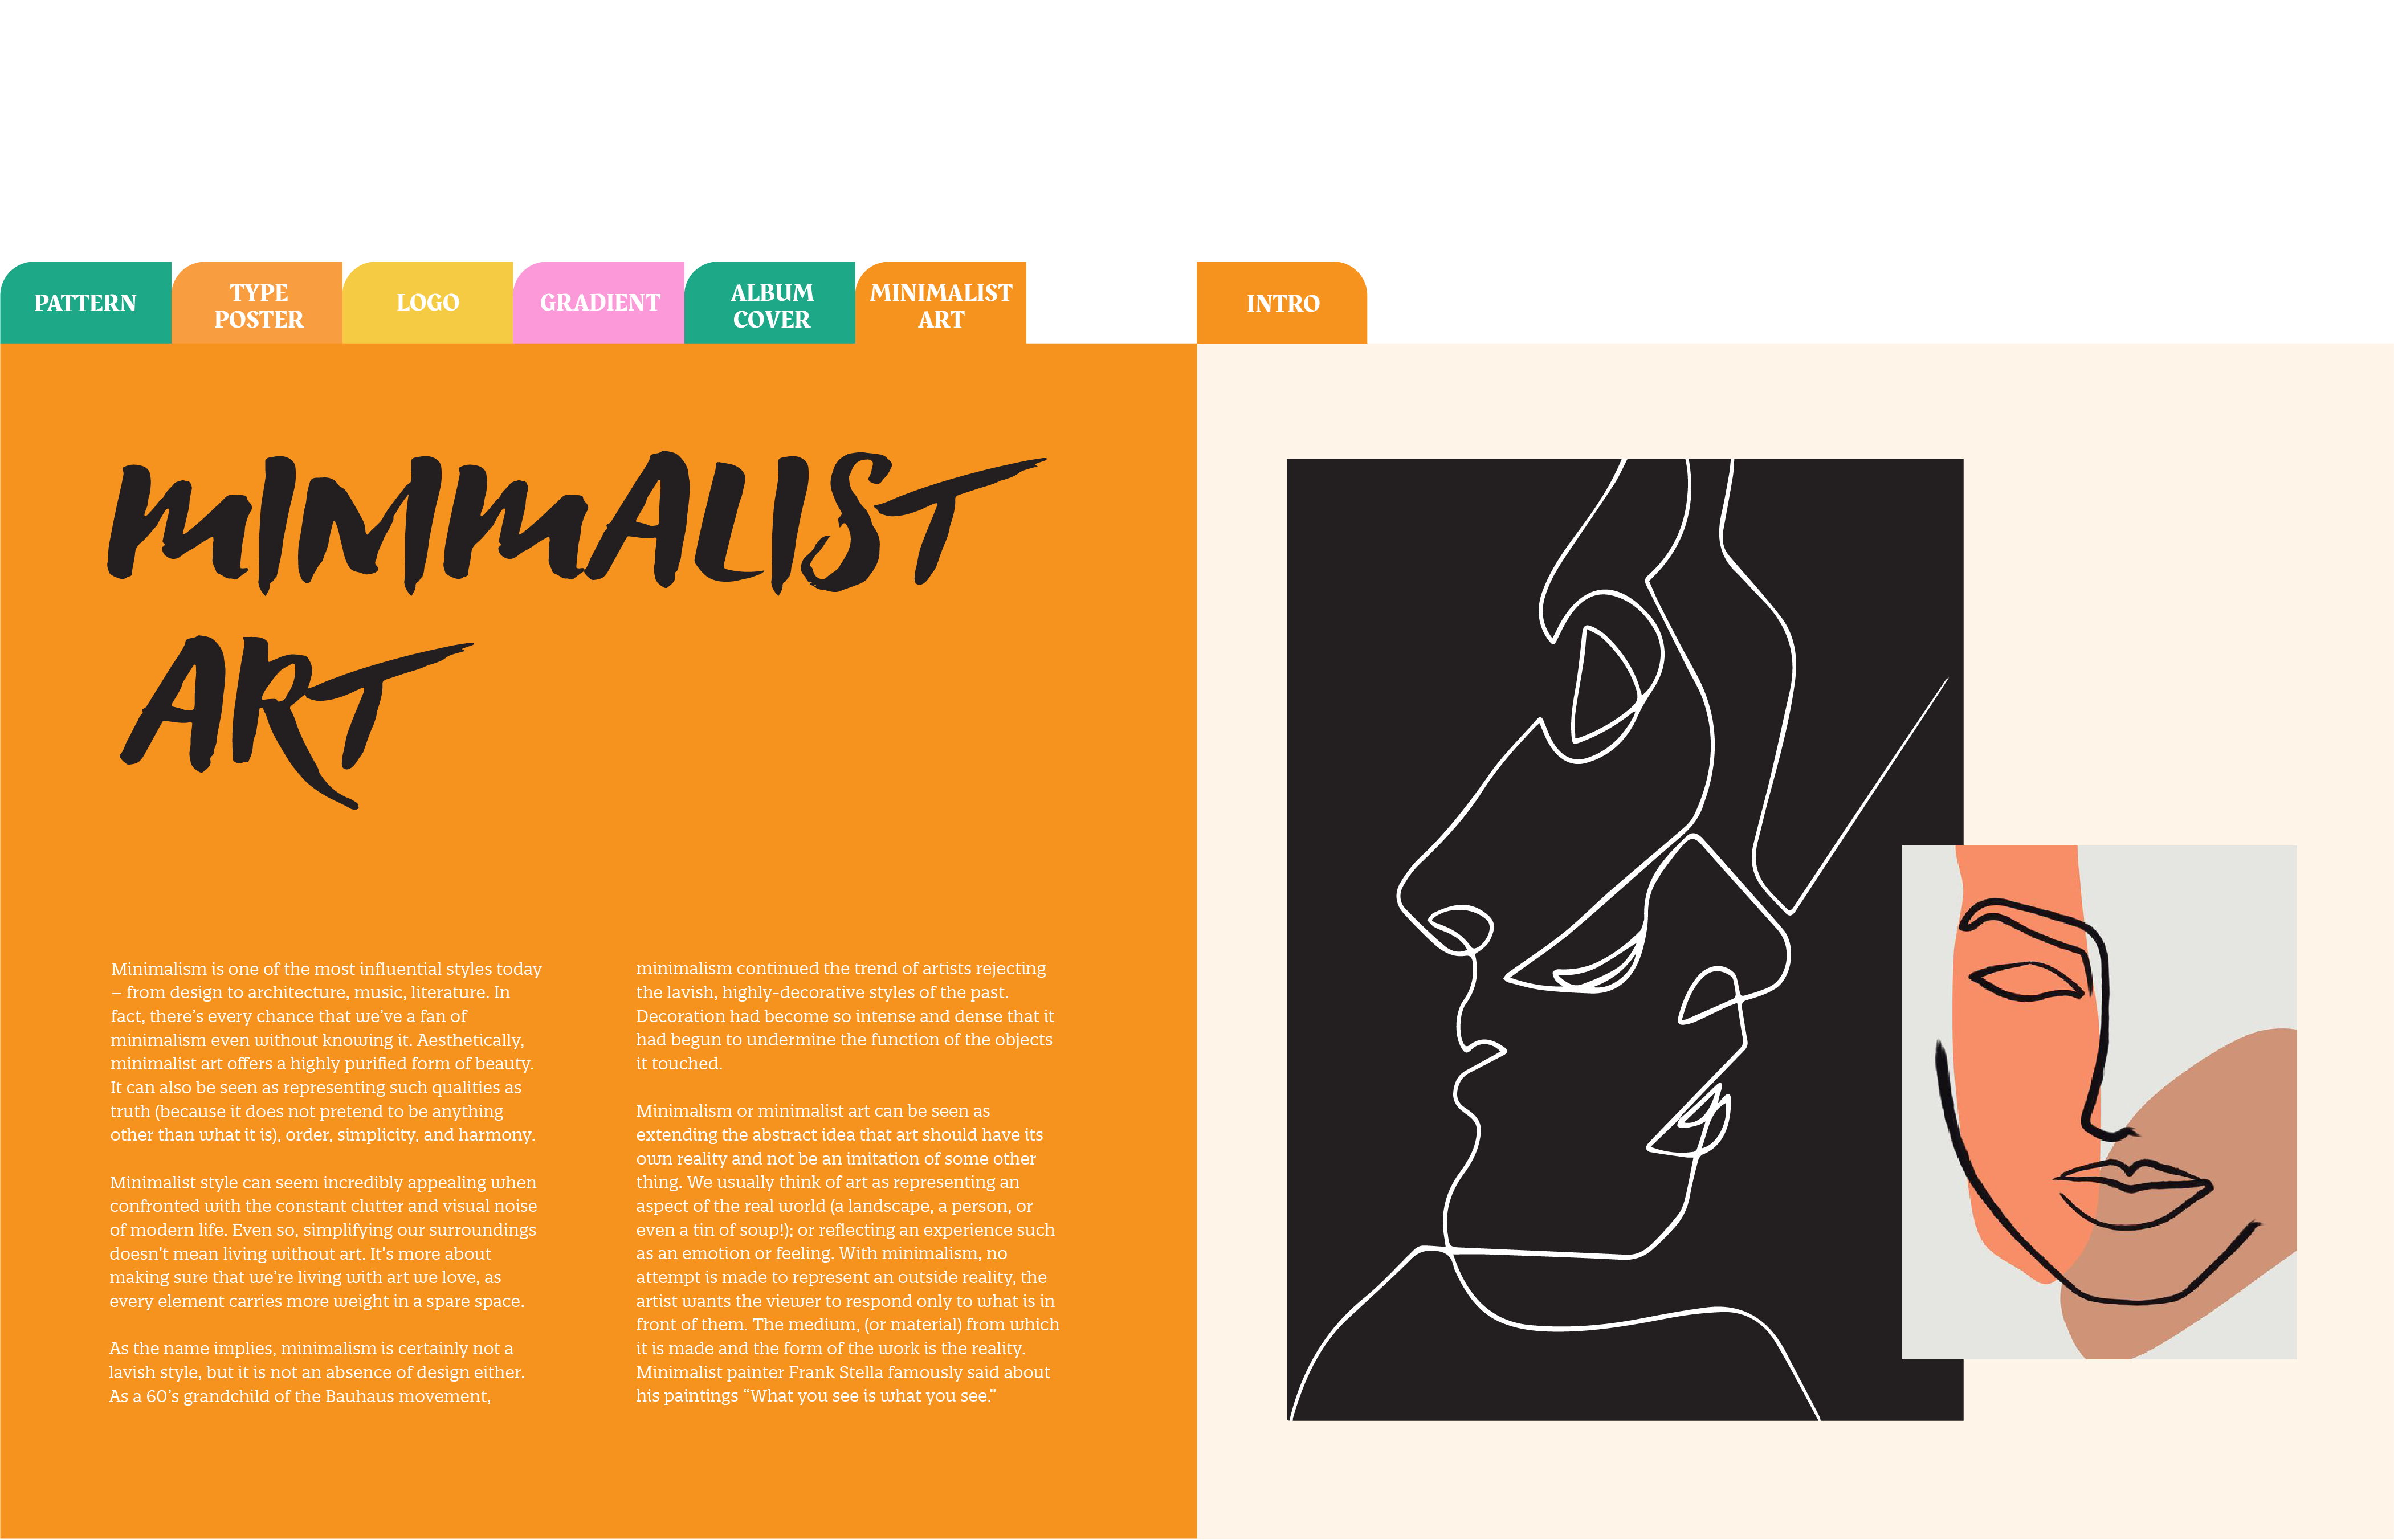 PATTERN
TYPE
POSTER
LOGO
GRADIENT
ALBUM
COVER
MINIMALIST
ART
INTRO
MINIMALIST
ART
Minimalism is one of the most influential styles today
– from design to architecture, music, literature. In
fact, there's every chance that we've a fan of
minimalism even without knowing it. Aesthetically,
minimalist art offers a highly purified form of beauty.
It can also be seen as representing such qualities as
truth (because it does not pretend to be anything
other than what it is), order, simplicity, and harmony.
Minimalist style can seem incredibly appealing when
confronted with the constant clutter and visual noise
of modern life. Even so, simplifying our surroundings
doesn't mean living without art. It's more about
making sure that we're living with art we love, as
every element carries more weight in a spare space.
As the name implies, minimalism is certainly not a
lavish style, but it is not an absence of design either.
As a 60's grandchild of the Bauhaus movement,
minimalism continued the trend of artists rejecting
the lavish, highly-decorative styles of the past.
Decoration had become so intense and dense that it
had begun to undermine the function of the objects
it touched.
Minimalism or minimalist art can be seen as
extending the abstract idea that art should have its
own reality and not be an imitation of some other
thing. We usually think of art as representing an
aspect of the real world (a landscape, a person, or
even a tin of soup!); or reflecting an experience such
as an emotion or feeling. With minimalism, no
attempt is made to represent an outside reality, the
artist wants the viewer to respond only to what is in
front of them. The medium, (or material) from which
it is made and the form of the work is the reality.
Minimalist painter Frank Stella famously said about
his paintings “What you see is what you see.”